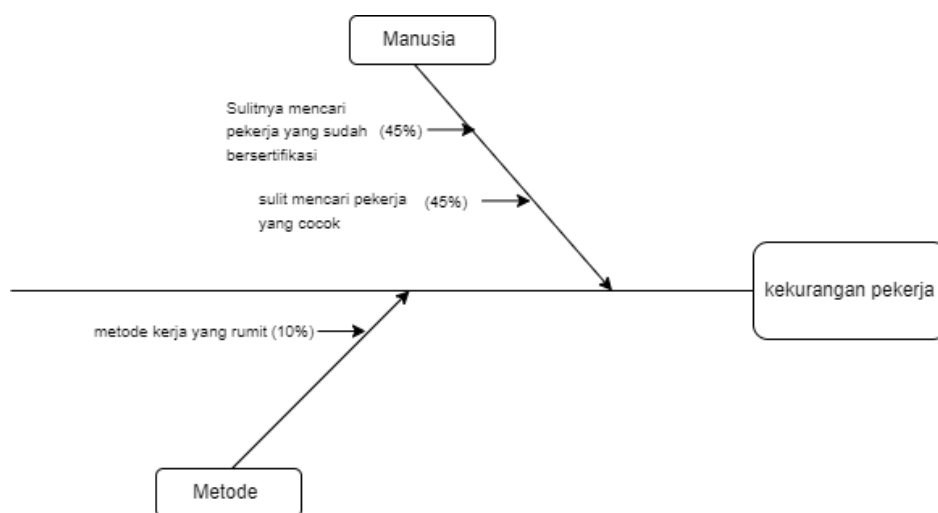 Manusia
Sulitnya mencari
pekerja yang sudah (45%)
bersertifikasi
sulit mencari pekerja (45%)
yang cocok
kekurangan pekerja
metode kerja yang rumit (10%)
Metode